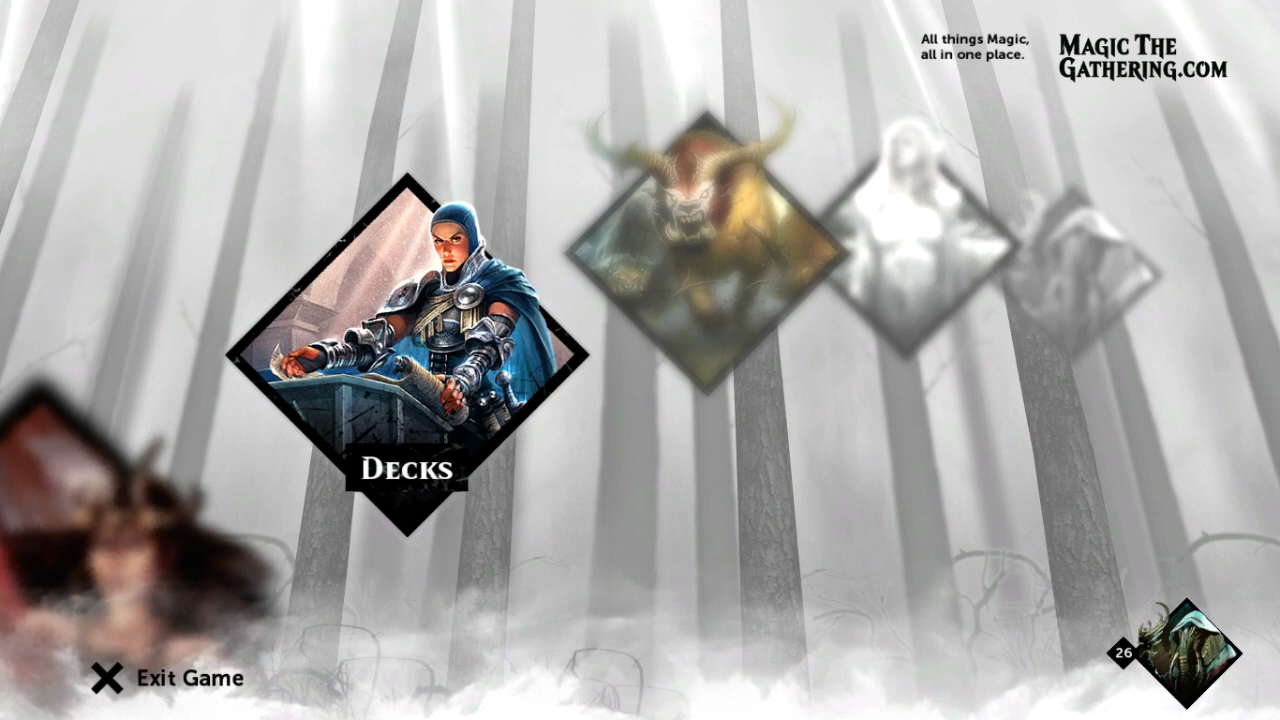 All things Magic,
all in one place.
Magic The
Gathering.com
Decks
Exit Game
26